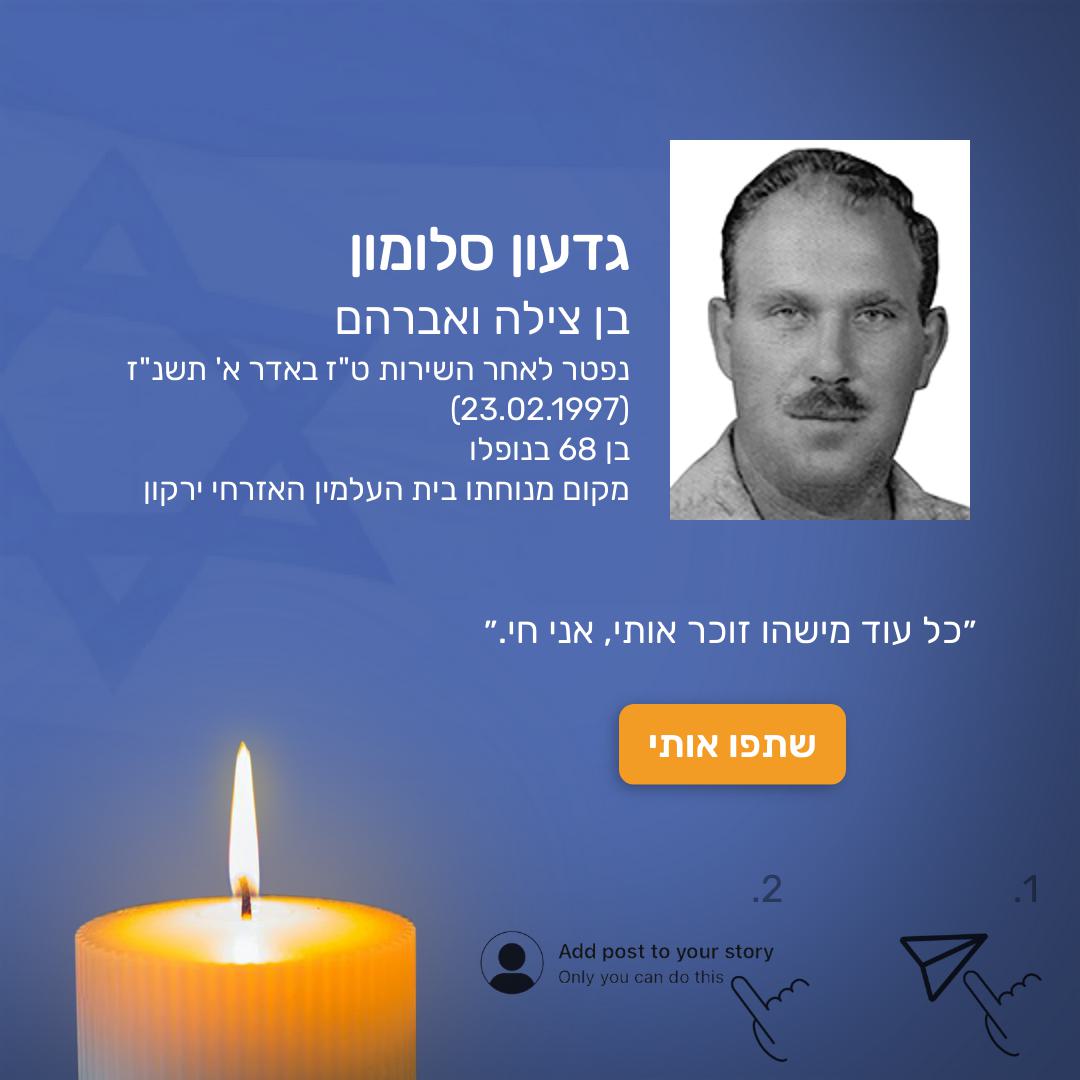 גדעון סלומון
בן צילה ואברהם
נפטר לאחר השירות ט"ז באדר א' תשנ"ז
(23.02.1997)
בן 68 בנופלו
מקום מנוחתו בית העלמין האזרחי ירקון
״כל עוד מישהו זוכר אותי, אני חי.״
שתפו אותי
.1
.2
Add post to your story
Only you can do this